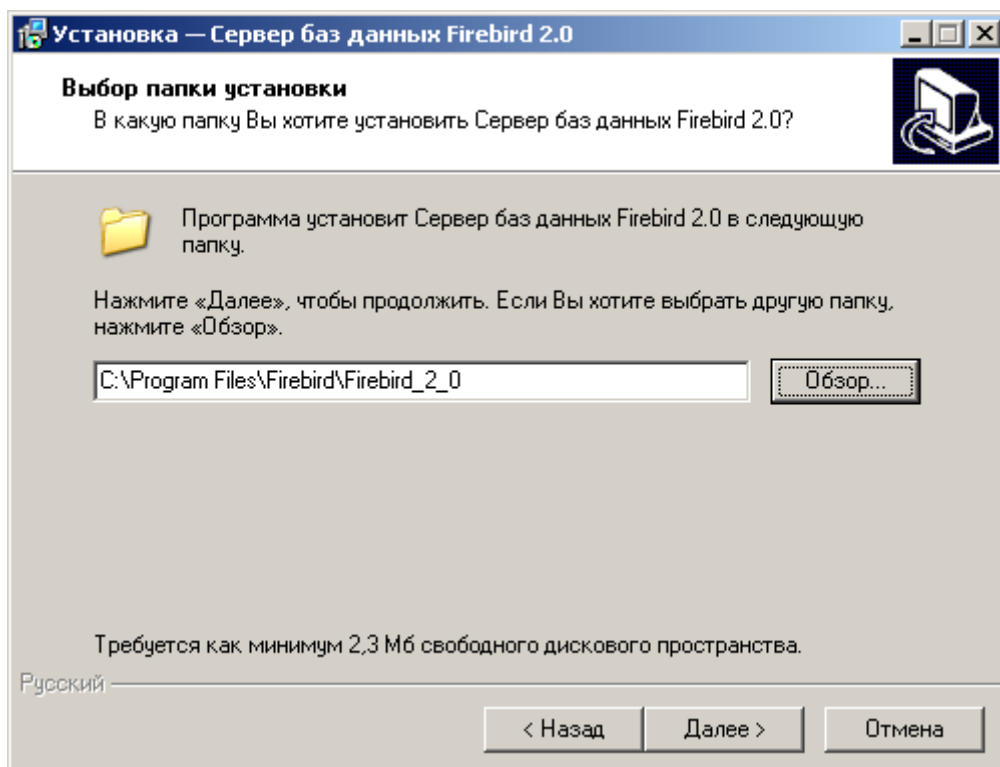 Установка — Сервер баз данных Firebird 2.0
Выбор папки установки
В какую папку Вы хотите установить Сервер баз данных Firebird 2.0?
Программа установит Сервер баз данных Firebird 2.0 в следующую
папку.
Нажмите «Далее», чтобы продолжить. Если Вы хотите выбрать другую папку,
нажмите «Обзор».
C:\Program Files\Firebird\Firebird_2_0
Обзор...
Требуется как минимум 2,3 Мб свободного дискового пространства.
Русский
< Назад
Далее >
Отмена